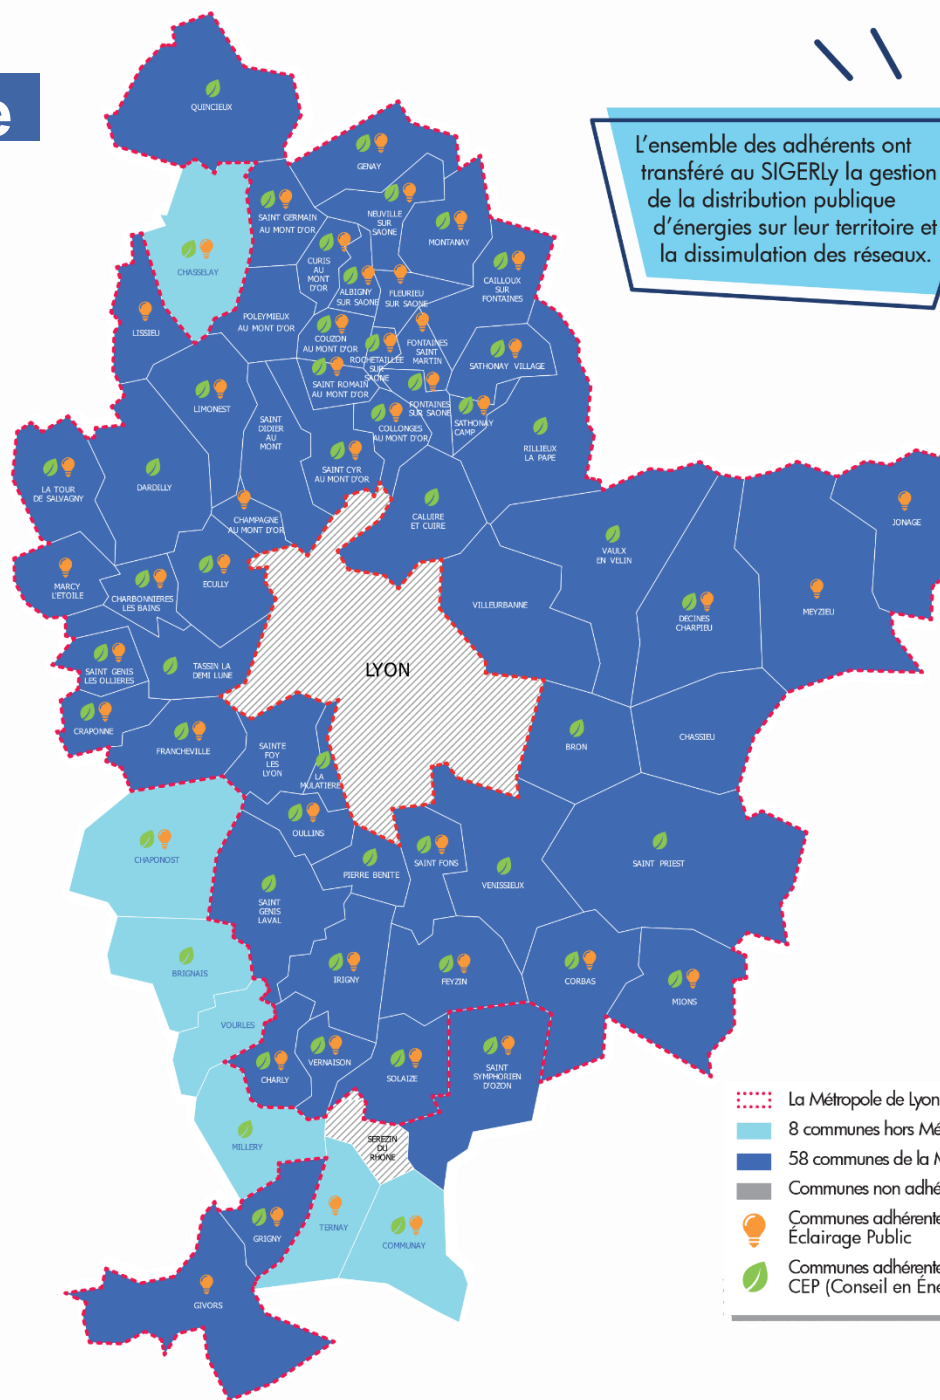 e
L'ensemble des adhérents ont
transféré au SIGERLy la gestion
de la distribution publique
d'énergies sur leur territoire et
la dissimulation des réseaux.
QUINCIEUX
GENAY
SAINT GERMAIN
AU MONT D'OR
NEUVILLE
SUR
SAONE
MONTANAY
CHASSELAY
CURIS
AU
MONT
D'OR
ALBIGNY
SUR SAONE
FLEURIEU
SUR SAONE
CAILLOUX
SUR
FONTAINES
LISSIEU
POLEYMIEUX
AU MONT D'OR
COUZON
AU MONT D'OR
ROCHETAILLEE
SUR
SAONE
FONTAINES
SAINT
MARTIN
SATHONAY VILLAGE
SAINT ROMAIN
AU MONT D'OR
LIMONEST
SAINT
DIDIER
AU
MONT
COLLONGES
AU MONT D'OR
FONTAINES
SUR SAONE
SATHONAY
CAMP
RILLIEUX
LA PAPE
LA TOUR
DE SALVAGNY
DARDILLY
SAINT CYR
AU MONT D'OR
CHAMPAGNE
AU MONT D'OR
CALUIRE
ET CUIRE
JONAGE
VAULX
EN VELIN
MARCY
L'ETOILE
CHARBONNIERES
LES BAINS
ECULLY
VILLEURBANNE
DECINES
CHARPIEU
MEYZIEU
SAINT GENIS
LES OLLIERES
TASSIN LA
DEMI LUNE
LYON
CRAPONNE
FRANCHEVILLE
SAINTE
FOY
LES
LYON
LA
MULATIERE
BRON
CHASSIEU
CHAPONOST
OULLINS
PIERRE BENITE
SAINT FONS
VENISSIEUX
SAINT PRIEST
SAINT
GENIS
LAVAL
BRIGNAIS
IRIGNY
FEYZIN
CORBAS
MIONS
VOURLES
CHARLY
VERNAISON
SOLAIZE
SAINT
SYMPHORIEN
D'OZON
MILLERY
SEREZIN
DU
RHONE
GRIGNY
TERNAY
COMMUNAY
GIVORS
La Métropole de Lyon
8 communes hors Mé
58 communes de la M
Communes non adhé
Communes adhérente
Éclairage Public
Communes adhérente
CEP (Conseil en Éne